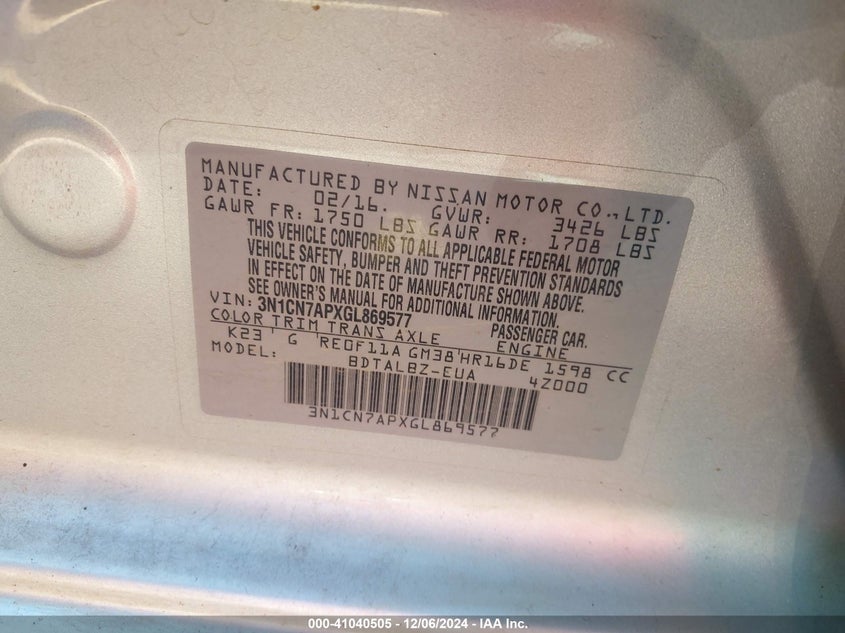 MANUFACTURED BY NISSAN MOTOR CO.,LTD.
DATE: 02/16. GVWR: 3426 LBS
GAWR FR: 1750 LBS GAWR RR: 1708 LBS
THIS VEHICLE CONFORMS TO ALL APPLICABLE FEDERAL MOTOR
VEHICLE SAFETY, BUMPER AND THEFT PREVENTION STANDARDS
IN EFFECT ON THE DATE OF MANUFACTURE SHOWN ABOVE.
SEE OWNER'S MANUAL FOR ADDITIONAL INFORMATION.
VIN: 3N1CN7APXGL869577 PASSENGER CAR.
COLOR TRIM TRANS AXLE ENGINE
K23 G RE0F11A GM38 HR16DE 1598 CC
MODEL: BDTALBZ-EUA 4Z000
3N1CN7APXGL869577
000-41040505 - 12/06/2024 - IAA Inc.